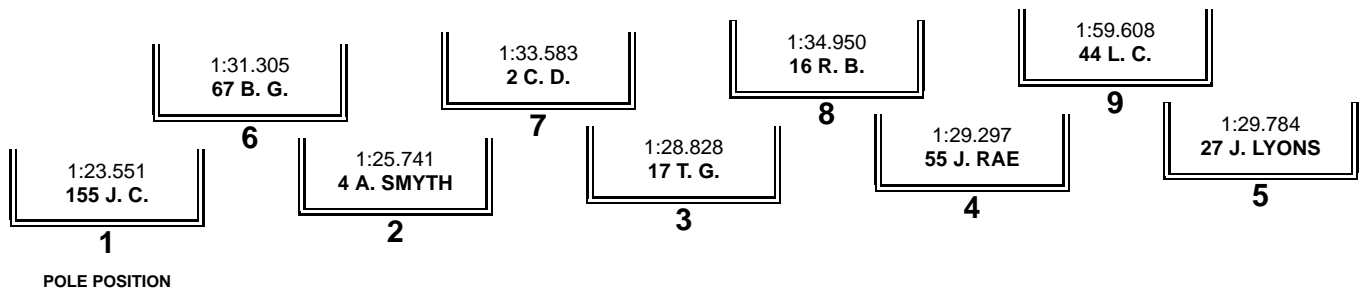 1:23.551
155 J. C.
1
POLE POSITION
1:31.305
67 B. G.
6
1:25.741
4 A. SMYTH
2
1:33.583
2 C. D.
7
1:28.828
17 T. G.
3
1:34.950
16 R. B.
8
1:29.297
55 J. RAE
4
1:59.608
44 L. C.
9
1:29.784
27 J. LYONS
5